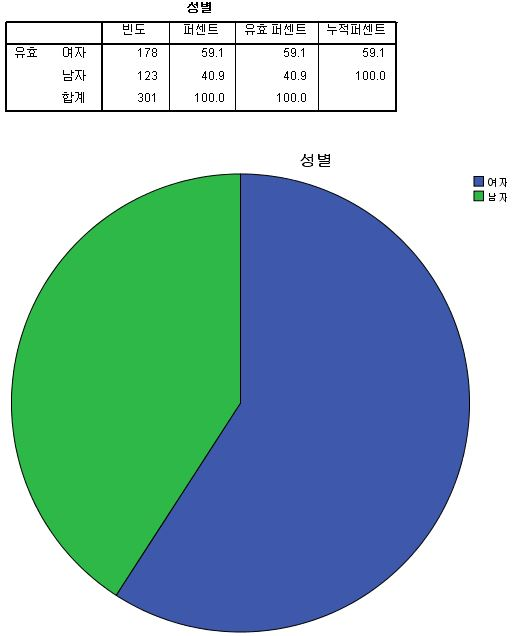 성별
빈도 퍼센트 유효 퍼센트 누적퍼센트
유효 여자 178 59.1 59.1 59.1
남자 123 40.9 40.9 100.0
합계 301 100.0 100.0
성별
여자
남자